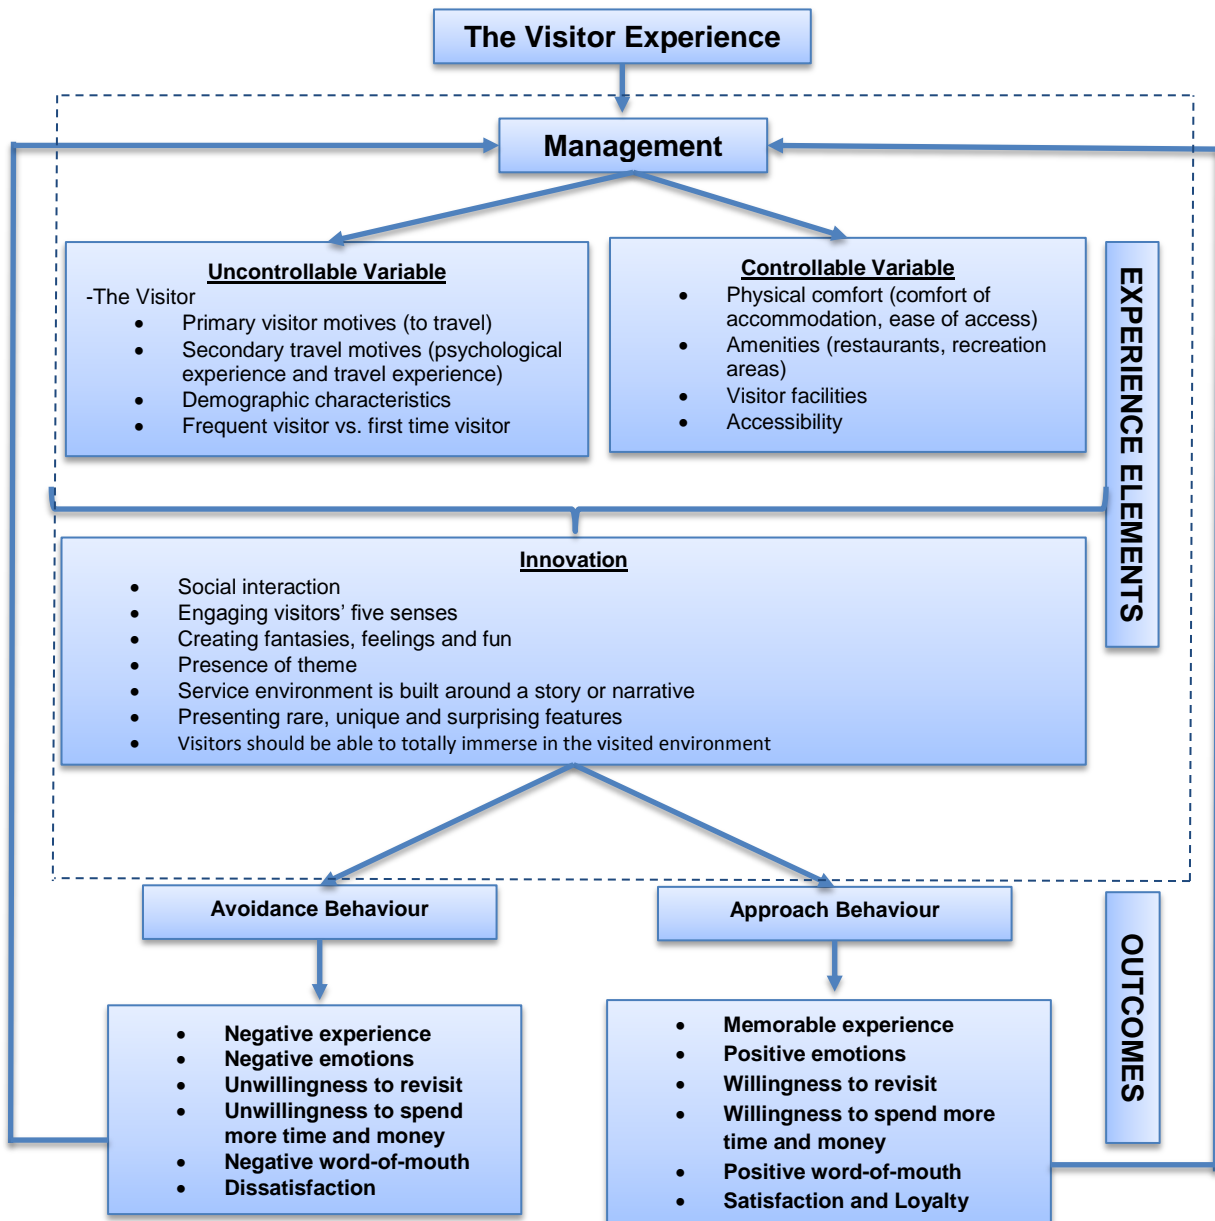 The Visitor Experience
Management
Uncontrollable Variable
-The Visitor
• Primary visitor motives (to travel)
• Secondary travel motives (psychological
experience and travel experience)
• Demographic characteristics
• Frequent visitor vs. first time visitor
Controllable Variable
• Physical comfort (comfort of
accommodation, ease of access)
• Amenities (restaurants, recreation
areas)
• Visitor facilities
• Accessibility
EXPERIENCE ELEMENTS
Innovation
• Social interaction
• Engaging visitors’ five senses
• Creating fantasies, feelings and fun
• Presence of theme
• Service environment is built around a story or narrative
• Presenting rare, unique and surprising features
• Visitors should be able to totally immerse in the visited environment
Avoidance Behaviour
Approach Behaviour
OUTCOMES
• Negative experience
• Negative emotions
• Unwillingness to revisit
• Unwillingness to spend
more time and money
• Negative word-of-mouth
• Dissatisfaction
• Memorable experience
• Positive emotions
• Willingness to revisit
• Willingness to spend more
time and money
• Positive word-of-mouth
• Satisfaction and Loyalty